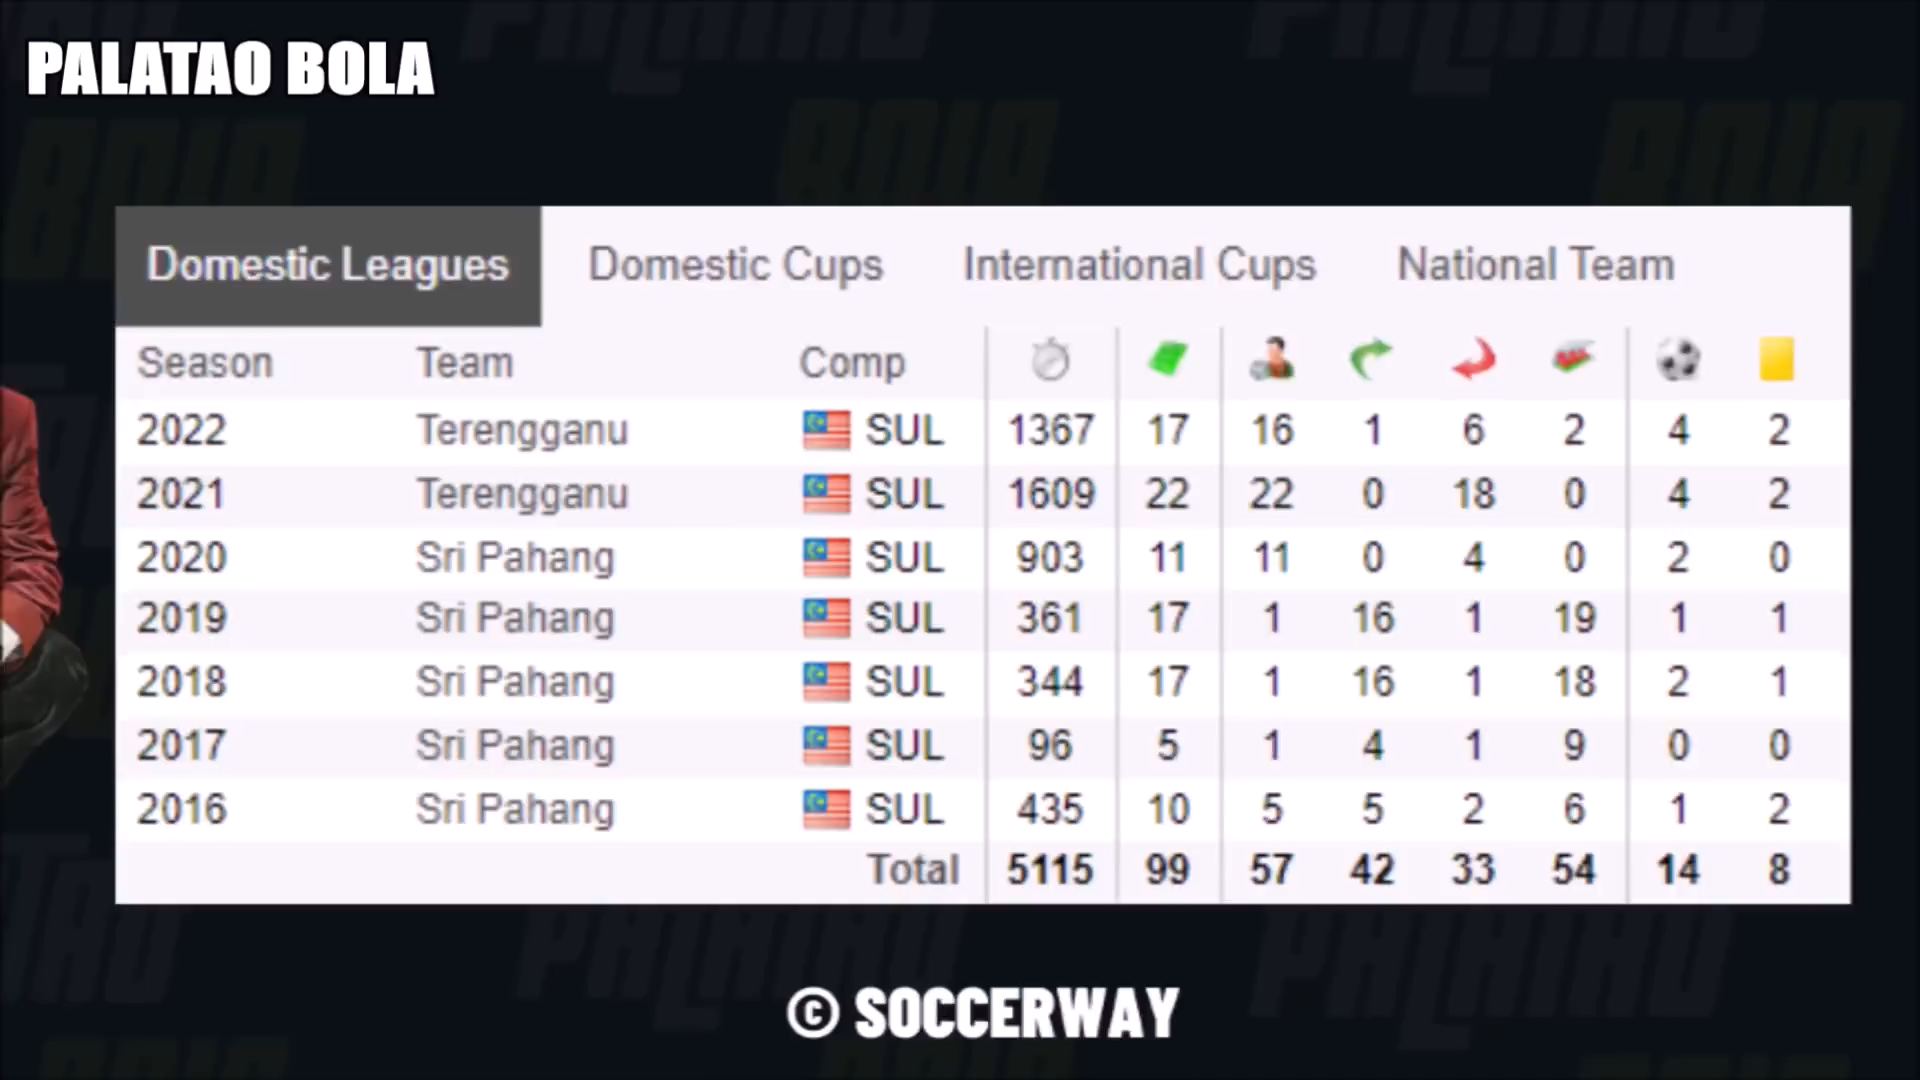 PALATAO BOLA
Domestic Leagues Domestic Cups International Cups National Team
Season Team Comp
2022 Terengganu SUL 1367 17 16 1 6 2 4 2
2021 Terengganu SUL 1609 22 22 0 18 0 4 2
2020 Sri Pahang SUL 903 11 11 0 4 0 2 0
2019 Sri Pahang SUL 361 17 1 16 1 19 1 1
2018 Sri Pahang SUL 344 17 1 16 1 18 2 1
2017 Sri Pahang SUL 96 5 1 4 1 9 0 0
2016 Sri Pahang SUL 435 10 5 5 2 6 1 2
Total 5115 99 57 42 33 54 14 8
© SOCCERWAY